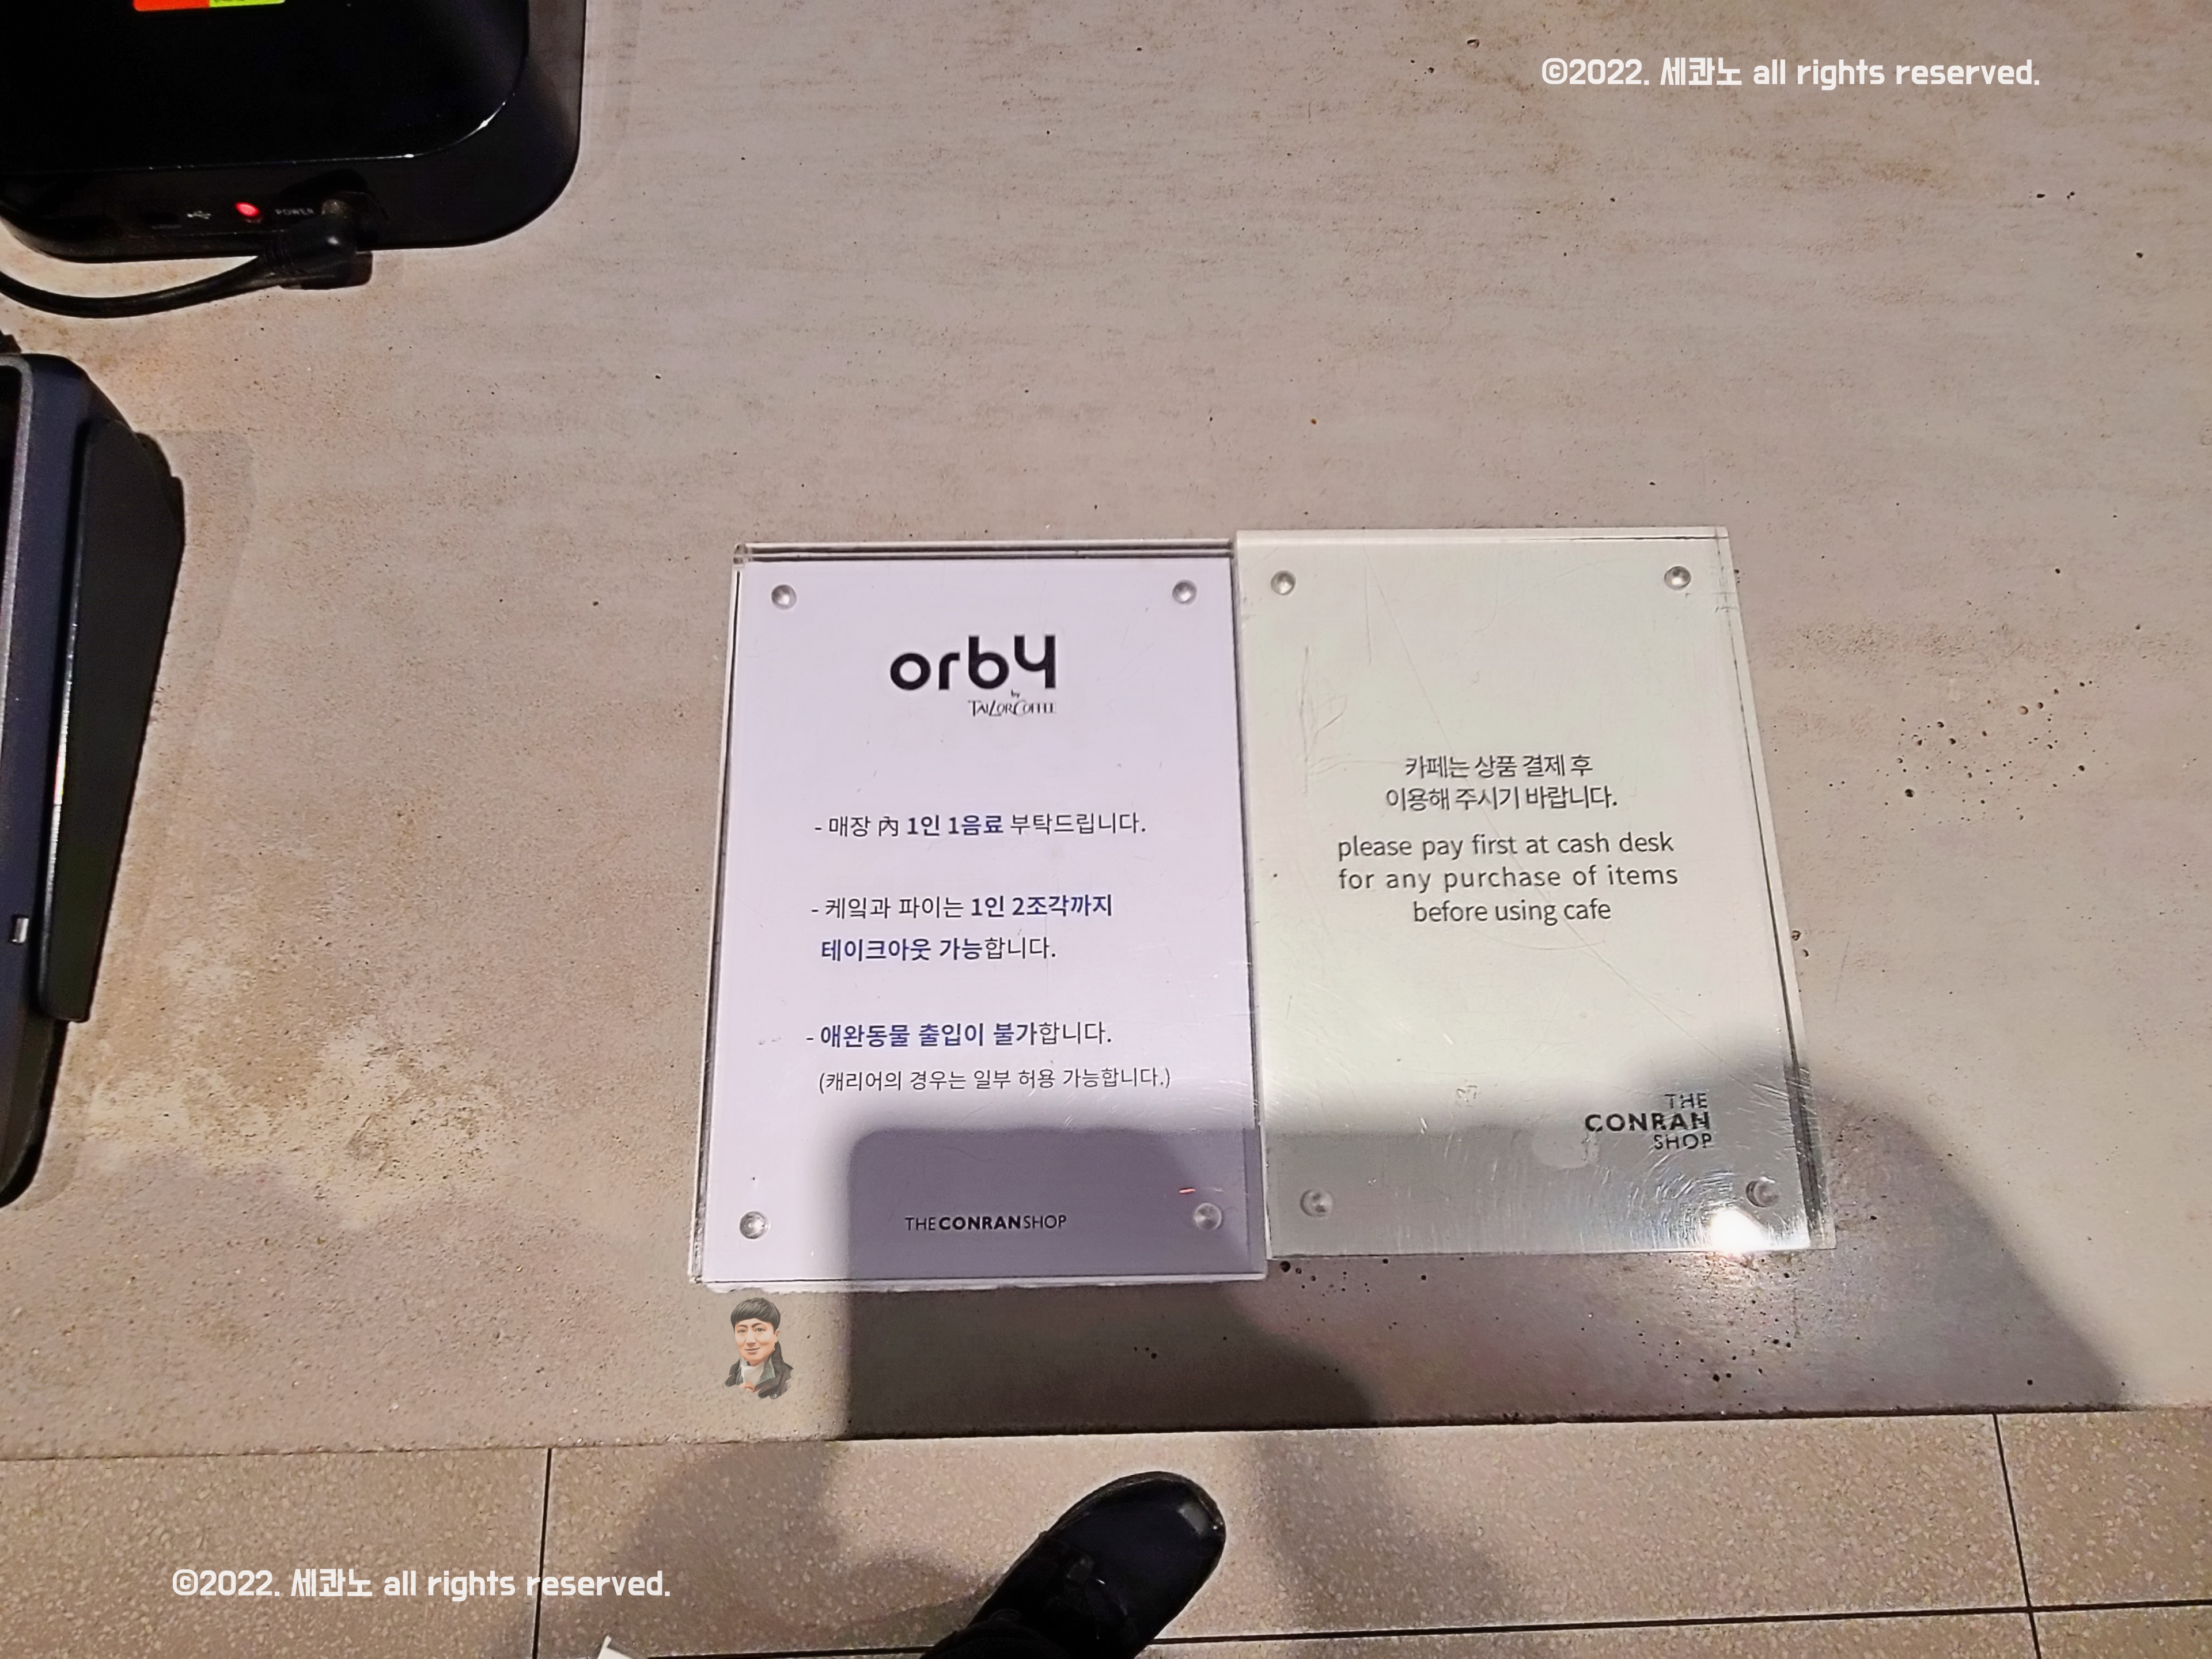 ©2022. 세콰노 all rights reserved.
POWER
orby
by
TAILORCOFFEE
- 매장 內 1인 1음료 부탁드립니다.
- 케잌과 파이는 1인 2조각까지
테이크아웃 가능합니다.
- 애완동물 출입이 불가합니다.
(캐리어의 경우는 일부 허용 가능합니다.)
THECONRANSHOP
카페는 상품 결제 후
이용해 주시기 바랍니다.
please pay first at cash desk
for any purchase of items
before using cafe
THE
CONRAN
SHOP
©2022. 세콰노 all rights reserved.